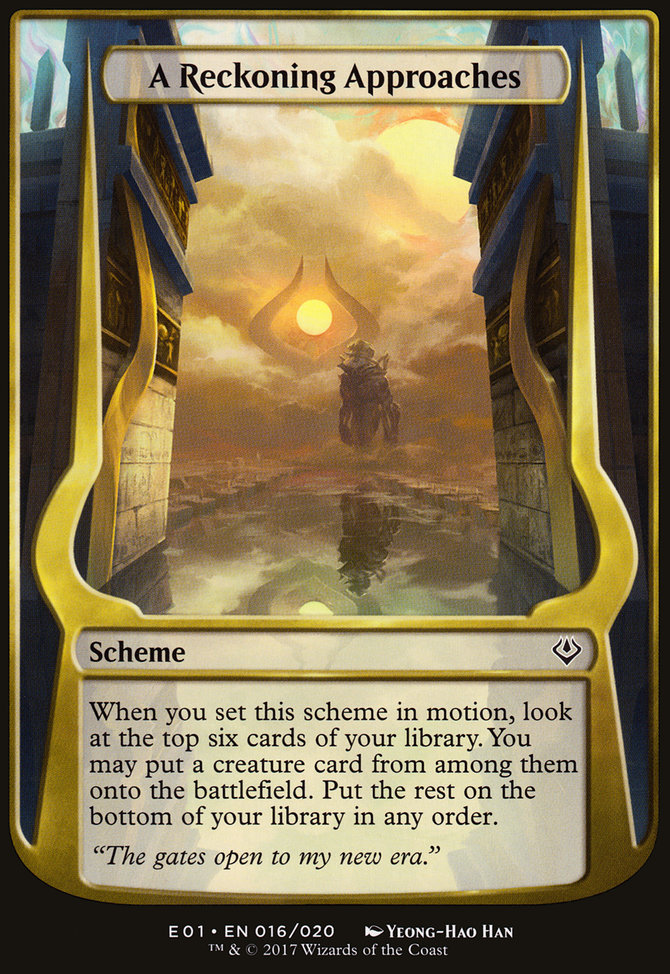 A Reckoning Approaches
Scheme
When you set this scheme in motion, look
at the top six cards of your library. You
may put a creature card from among them
onto the battlefield. Put the rest on the
bottom of your library in any order.
“The gates open to my new era.”
E01 • EN 016/020 Yeong-Hao Han
™ & © 2017 Wizards of the Coast